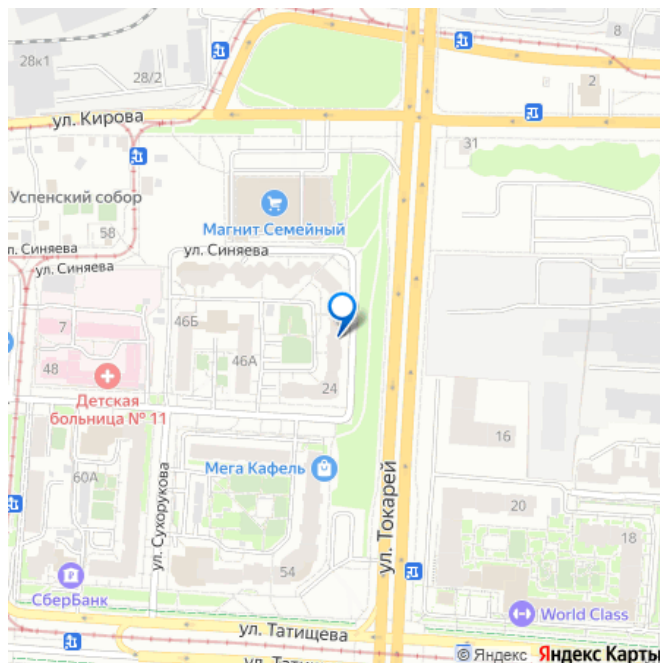 8
28к1
28/2
2
ул. Кирова
31
Успенский собор
58
Магнит Семейный
ул. Синяева
ул. Синяева
ул. Синяева
7
46Б
48
46А
24
Детская
больница № 11
16
Мега Кафель
60А
ул. Сухорукова
ул. Токарей
20
18
54
СберБанк
World Class
ул. Татищева
ул. Тати
© Яндекс Яндекс Карты